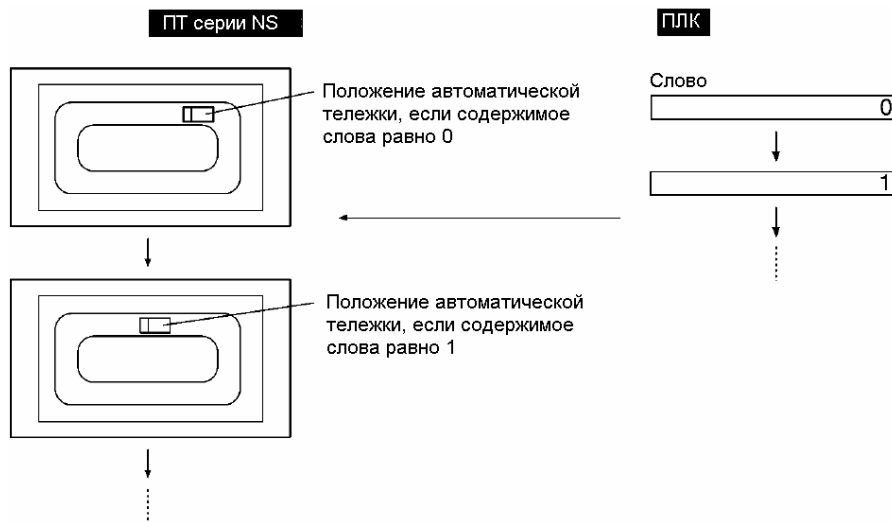 ПТ серии NS
ПЛК
Положение автоматической
тележки, если содержимое
слова равно 0
Слово
0
1
Положение автоматической
тележки, если содержимое
слова равно 1